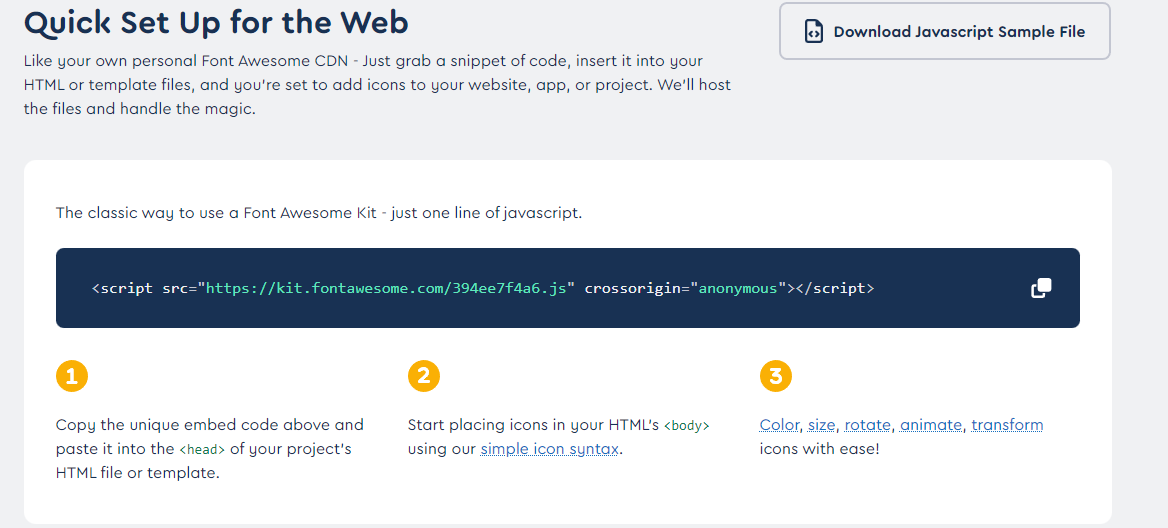 Quick Set Up for the Web
Download Javascript Sample File
Like your own personal Font Awesome CDN - Just grab a snippet of code, insert it into your
HTML or template files, and you're set to add icons to your website, app, or project. We'll host
the files and handle the magic.
The classic way to use a Font Awesome Kit - just one line of javascript.
<script src="https://kit.fontawesome.com/394ee7f4a6.js" crossorigin="anonymous"></script>
1
Copy the unique embed code above and
paste it into the <head> of your project's
HTML file or template.
2
Start placing icons in your HTML's <body>
using our simple icon syntax.
3
Color, size, rotate, animate, transform
icons with ease!